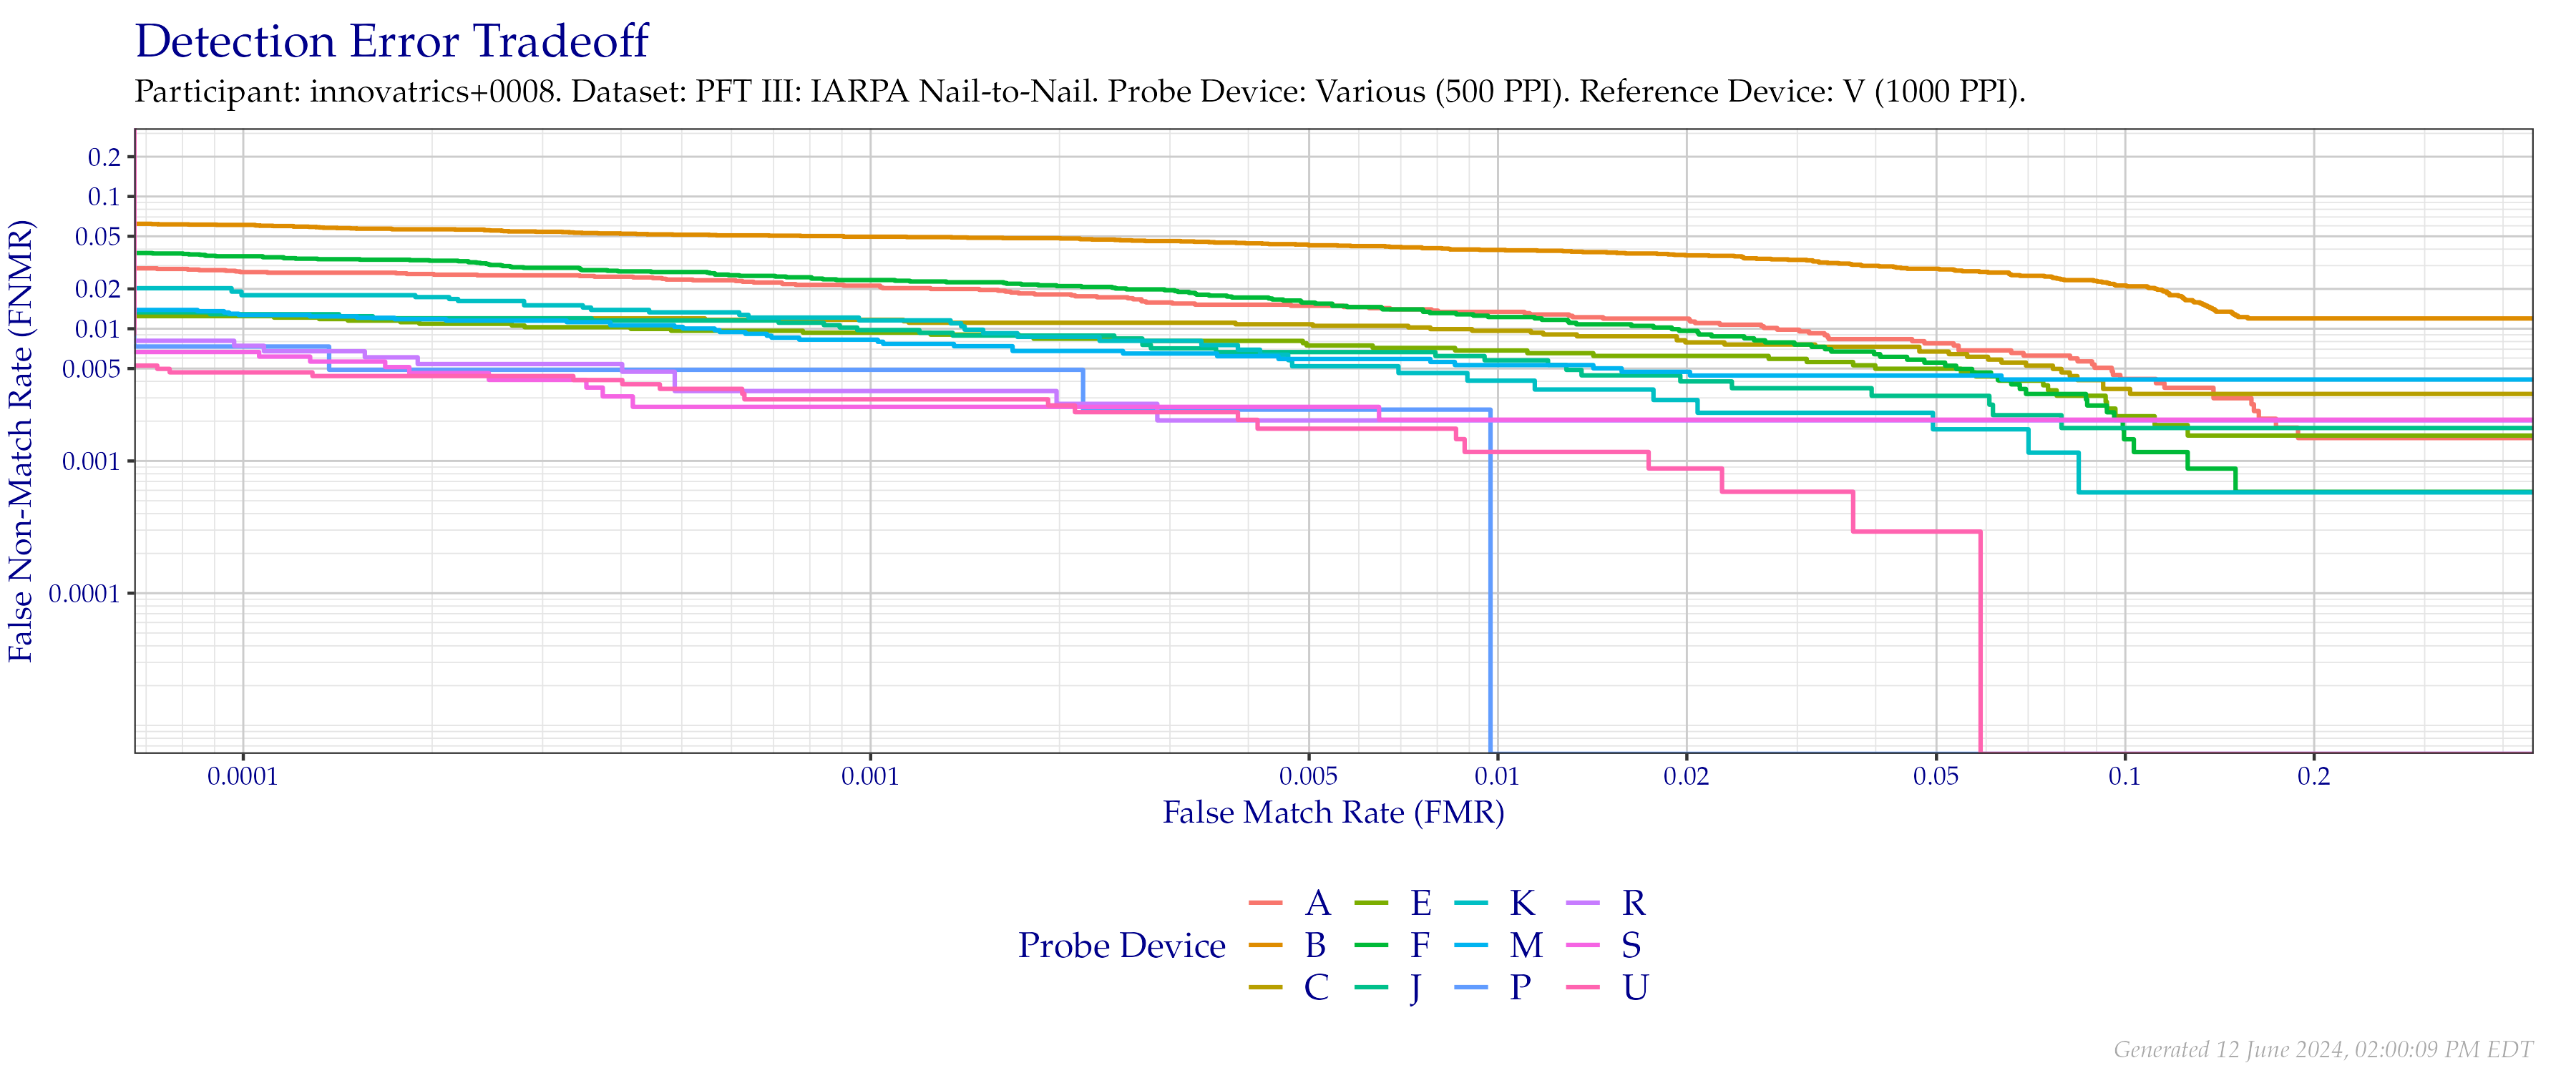 Detection Error Tradeoff
Participant: innovatrics+0008. Dataset: PFT III: IARPA Nail-to-Nail. Probe Device: Various (500 PPI). Reference Device: V (1000 PPI).
False Non-Match Rate (FNMR)
0.2
0.1
0.05
0.02
0.01
0.005
0.001
0.0001
0.0001 0.001 0.005 0.01 0.02 0.05 0.1 0.2
False Match Rate (FMR)
Probe Device
A E K R
B F M S
C J P U
Generated 12 June 2024, 02:00:09 PM EDT